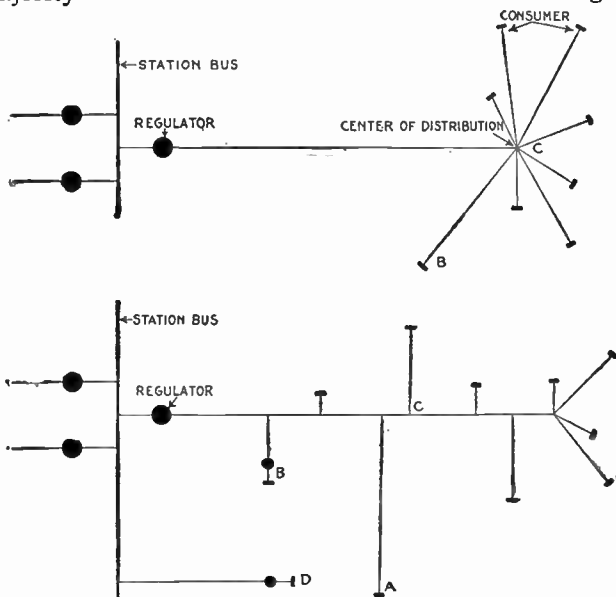 CONSUMER
STATION BUS
REGULATOR
CENTER OF DISTRIBUTION
C
B
STATION BUS
REGULATOR
C
B
D
A